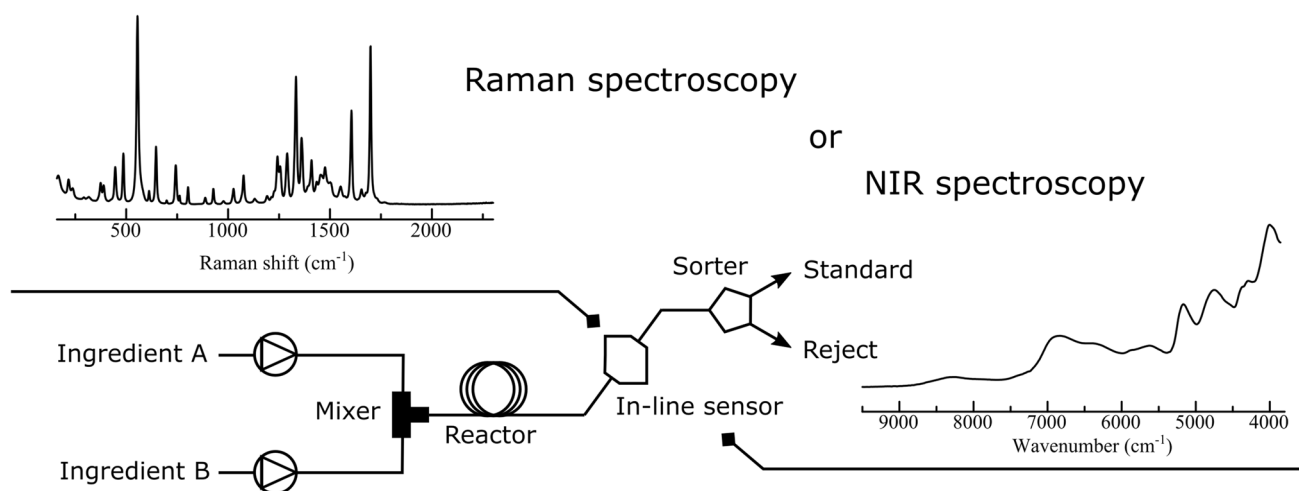 Raman spectroscopy
or
NIR spectroscopy
500 1000 1500 2000
Raman shift (cm⁻¹)
Sorter
Standard
Reject
Ingredient A
Mixer
Reactor
In-line sensor
Ingredient B
9000 8000 7000 6000 5000 4000
Wavenumber (cm⁻¹)